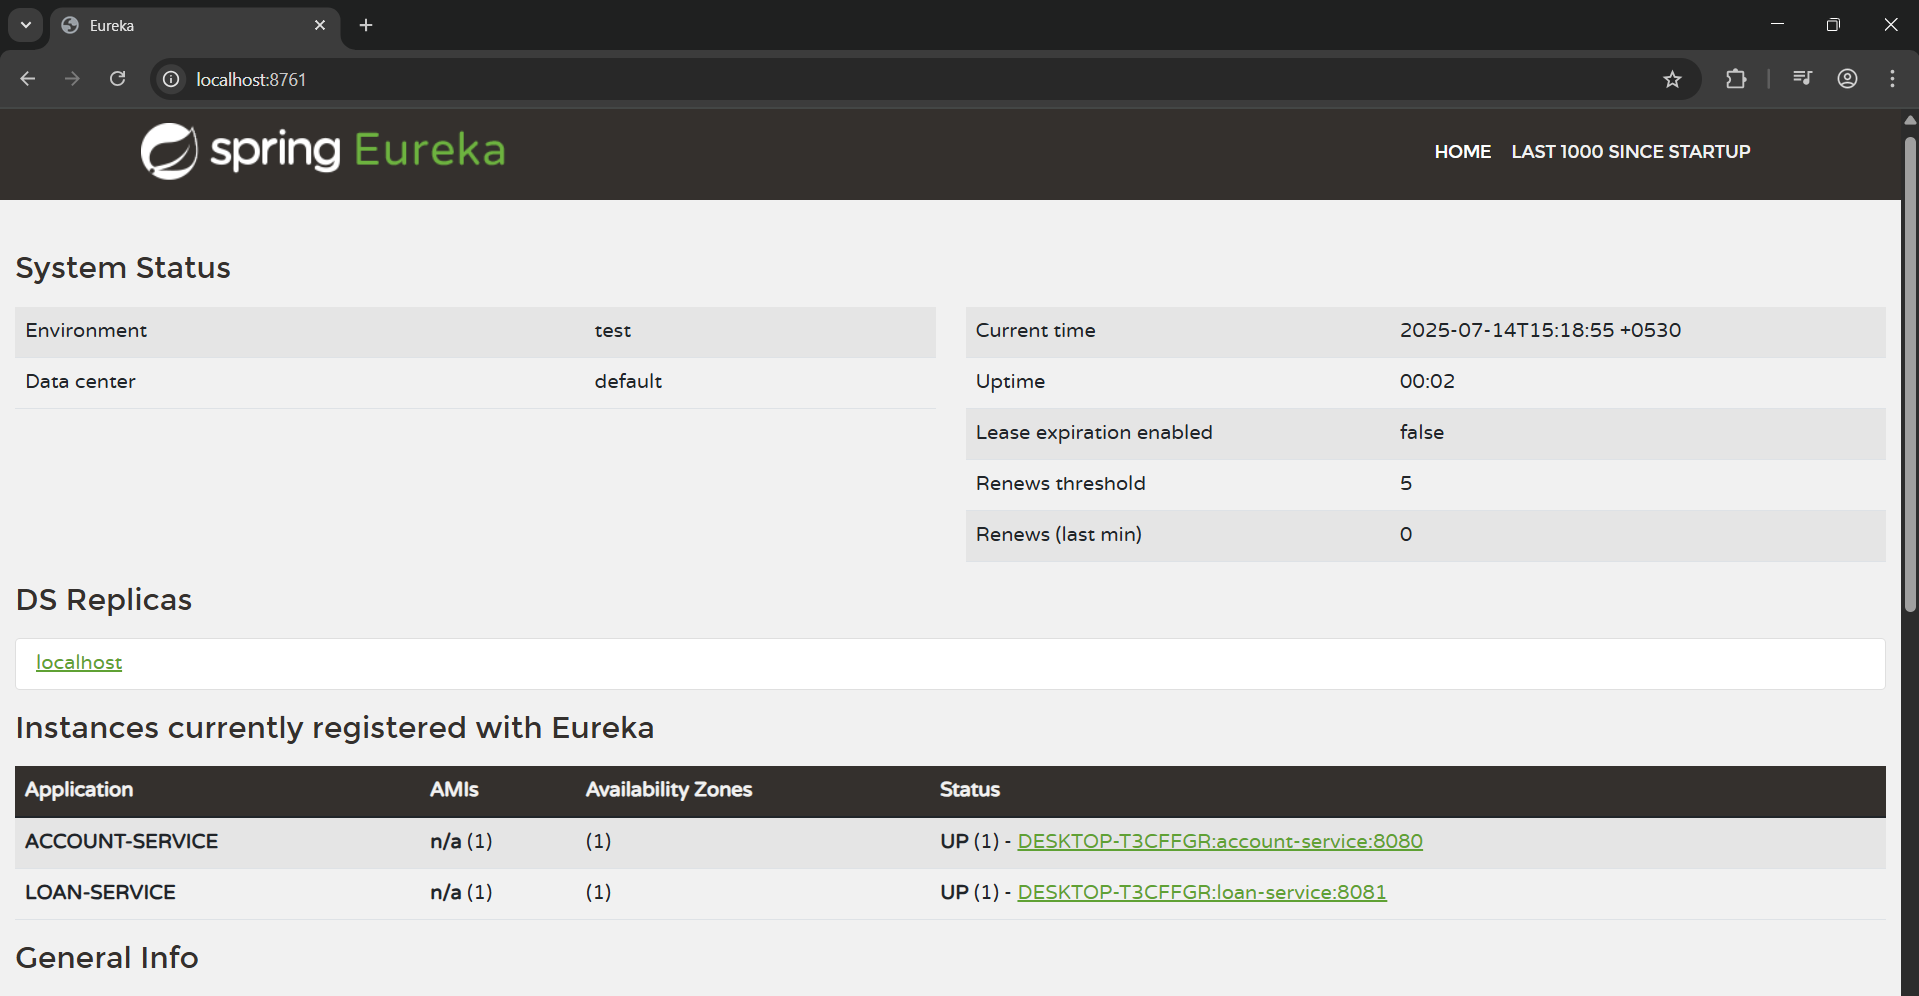 Eureka
localhost:8761
spring Eureka
HOME LAST 1000 SINCE STARTUP
System Status
Environment test
Data center default
Current time 2025-07-14T15:18:55 +0530
Uptime 00:02
Lease expiration enabled false
Renews threshold 5
Renews (last min) 0
DS Replicas
localhost
Instances currently registered with Eureka
Application AMIs Availability Zones Status
ACCOUNT-SERVICE n/a (1) (1) UP (1) - DESKTOP-T3CFFGR:account-service:8080
LOAN-SERVICE n/a (1) (1) UP (1) - DESKTOP-T3CFFGR:loan-service:8081
General Info